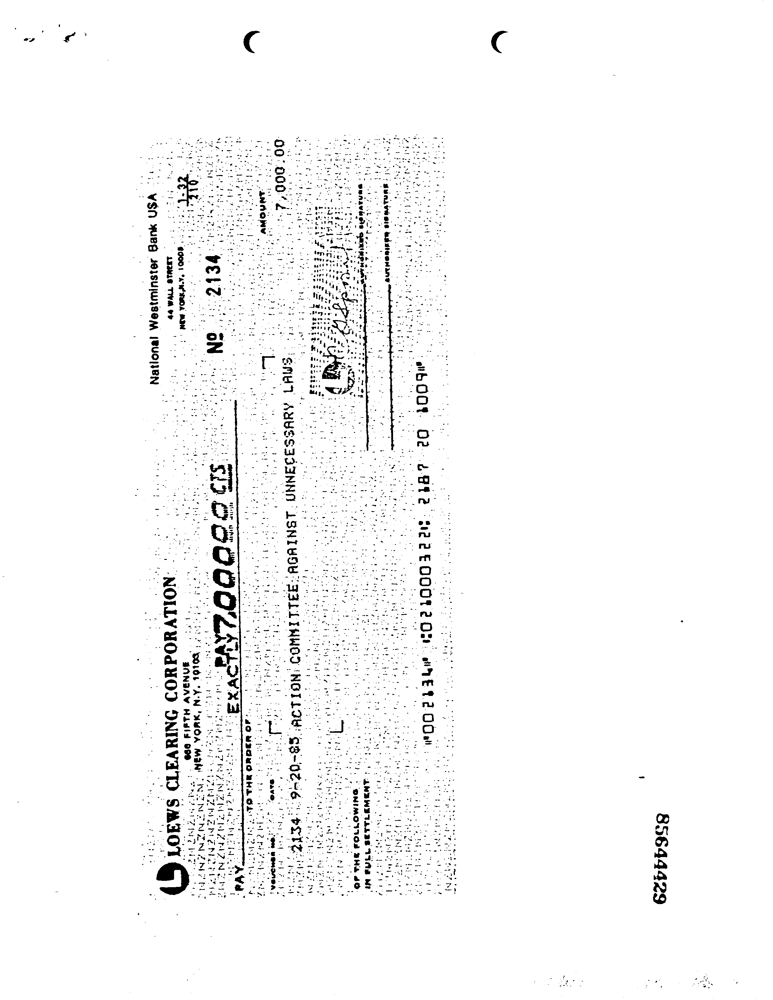 LOEWS CLEARING CORPORATION
666 FIFTH AVENUE
NEW YORK, N.Y. 10103
National Westminster Bank USA
44 WALL STREET
NEW YORK, N.Y. 10005
1-32
210
No 2134
PAY
PAY
EXACTLY 7,000 00 CTS
TO THE ORDER OF
VOUCHER NO. DATE AMOUNT
2134 9-20-85 ACTION COMMITTEE AGAINST UNNECESSARY LAWS 7,000.00
OF THE FOLLOWING
IN FULL SETTLEMENT
AUTHORIZED SIGNATURE
AUTHORIZED SIGNATURE
⑈002134⑈ ⑆021000322⑆ 2187 20 1009⑈
85644429